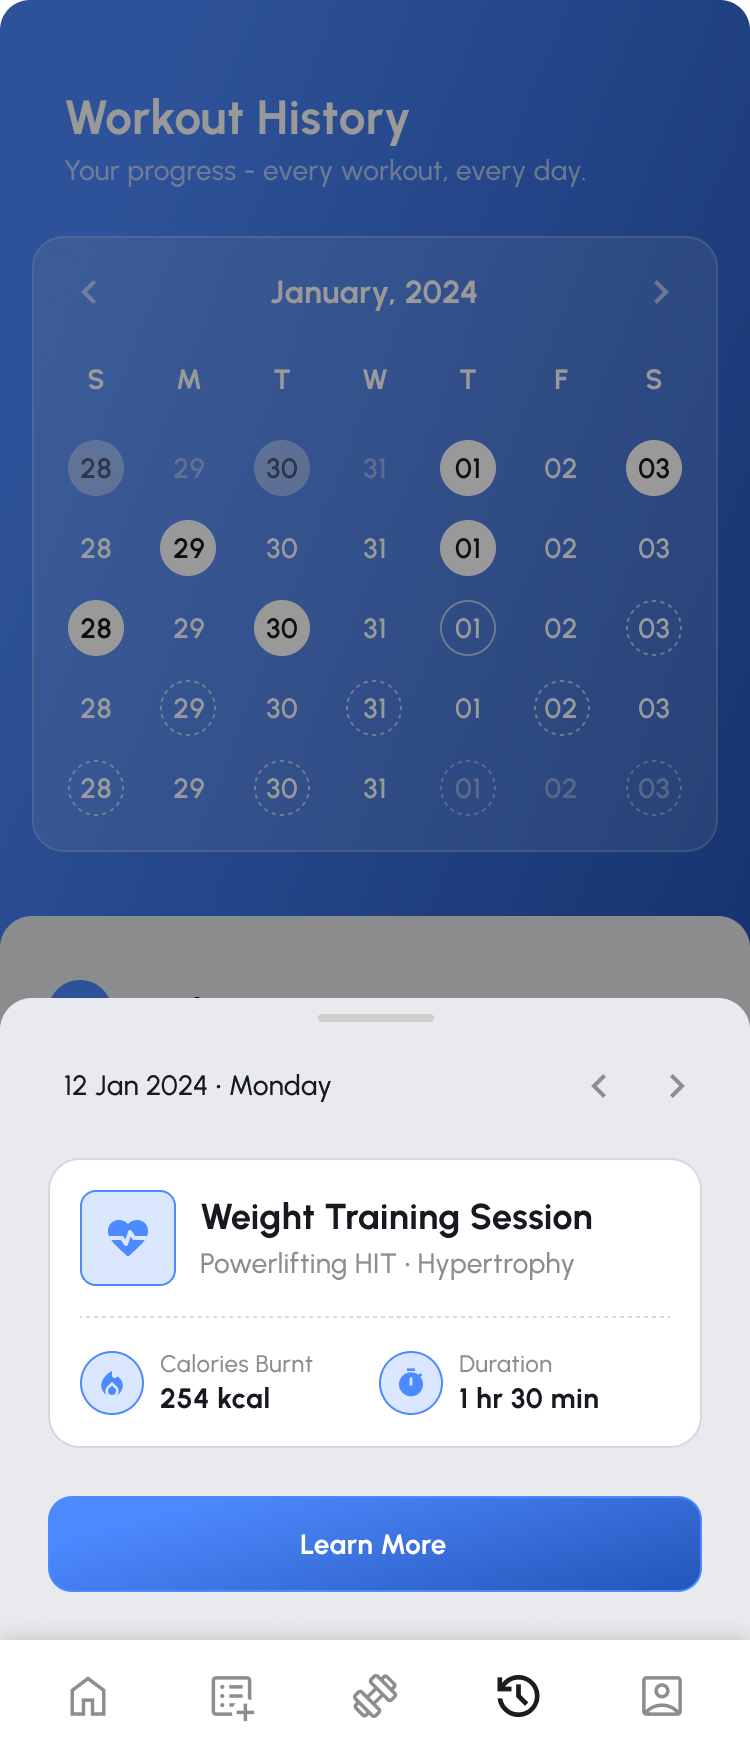 Workout History
Your progress - every workout, every day.
January, 2024
S M T W T F S
28 29 30 31 01 02 03
28 29 30 31 01 02 03
28 29 30 31 01 02 03
28 29 30 31 01 02 03
28 29 30 31 01 02 03
12 Jan 2024 · Monday
Weight Training Session
Powerlifting HIT · Hypertrophy
Calories Burnt Duration
254 kcal 1 hr 30 min
Learn More